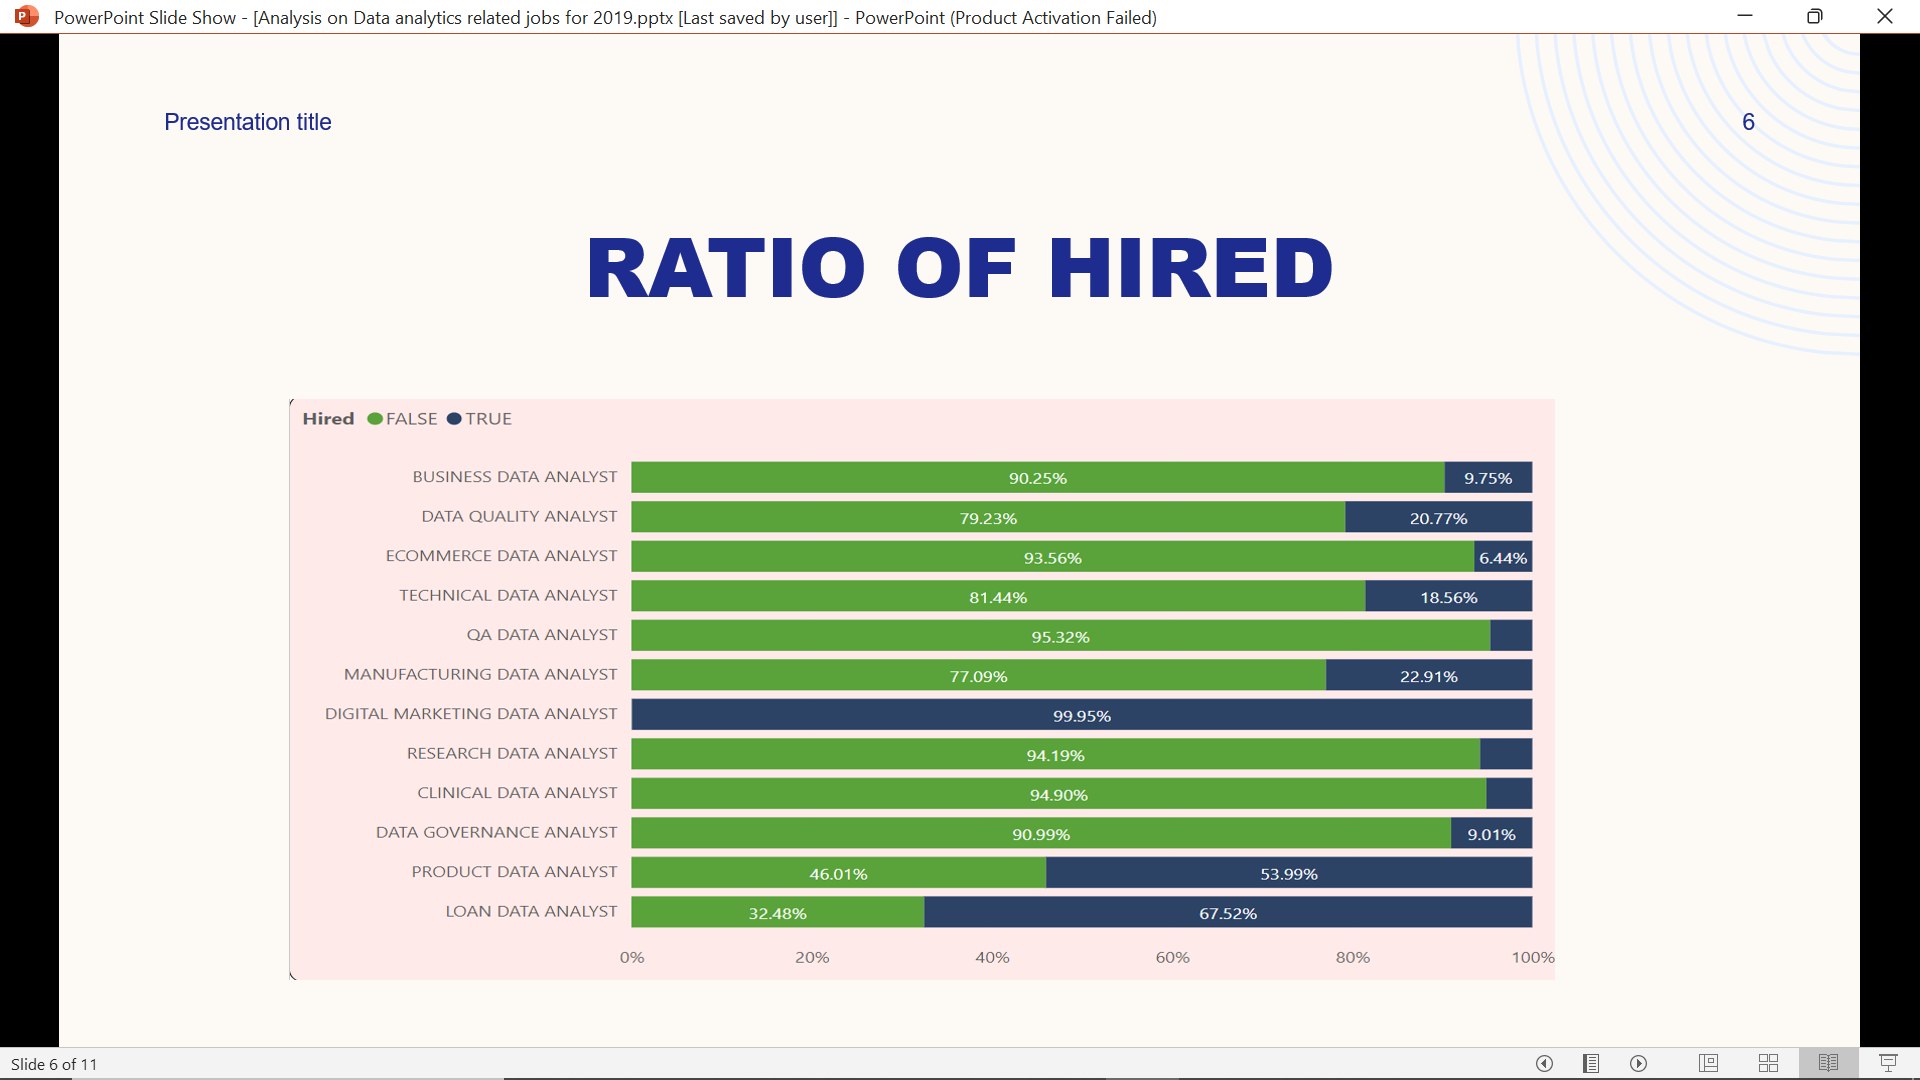 PowerPoint Slide Show - [Analysis on Data analytics related jobs for 2019.pptx [Last saved by user]] - PowerPoint (Product Activation Failed)
Presentation title
6
RATIO OF HIRED
Hired FALSE TRUE
BUSINESS DATA ANALYST 90.25% 9.75%
DATA QUALITY ANALYST 79.23% 20.77%
ECOMMERCE DATA ANALYST 93.56% 6.44%
TECHNICAL DATA ANALYST 81.44% 18.56%
QA DATA ANALYST 95.32%
MANUFACTURING DATA ANALYST 77.09% 22.91%
DIGITAL MARKETING DATA ANALYST 99.95%
RESEARCH DATA ANALYST 94.19%
CLINICAL DATA ANALYST 94.90%
DATA GOVERNANCE ANALYST 90.99% 9.01%
PRODUCT DATA ANALYST 46.01% 53.99%
LOAN DATA ANALYST 32.48% 67.52%
0% 20% 40% 60% 80% 100%
Slide 6 of 11